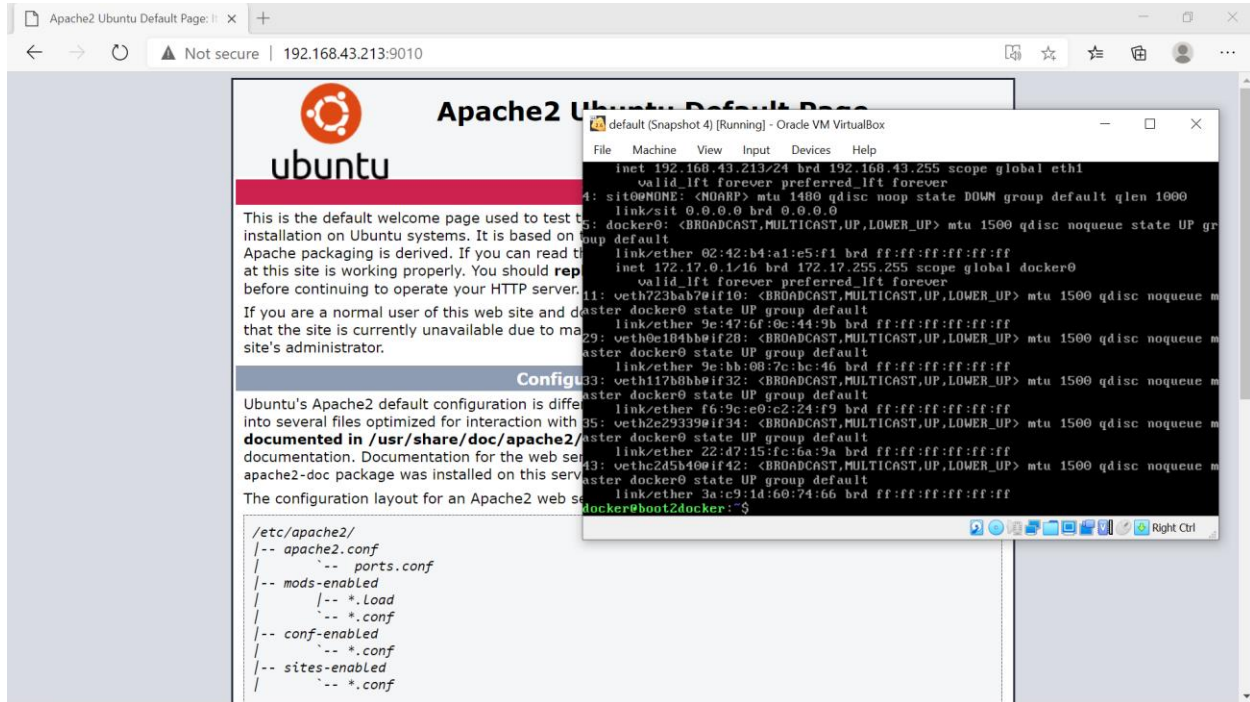 Apache2 Ubuntu Default Page: It
Not secure | 192.168.43.213:9010
ubuntu
Apache2 Ubuntu Default Page
This is the default welcome page used to test t
installation on Ubuntu systems. It is based on
Apache packaging is derived. If you can read th
at this site is working properly. You should repl
before continuing to operate your HTTP server.
If you are a normal user of this web site and d
that the site is currently unavailable due to ma
site's administrator.
Configu
Ubuntu's Apache2 default configuration is differ
into several files optimized for interaction with
documented in /usr/share/doc/apache2/
documentation. Documentation for the web ser
apache2-doc package was installed on this serv
The configuration layout for an Apache2 web se
/etc/apache2/
|-- apache2.conf
|       `--  ports.conf
|-- mods-enabled
|       |-- *.load
|       `-- *.conf
|-- conf-enabled
|       `-- *.conf
|-- sites-enabled
|       `-- *.conf
default (Snapshot 4) [Running] - Oracle VM VirtualBox
File Machine View Input Devices Help
inet 192.168.43.213/24 brd 192.168.43.255 scope global eth1
valid_lft forever preferred_lft forever
4: sit0@NONE: <NOARP> mtu 1480 qdisc noop state DOWN group default qlen 1000
link/sit 0.0.0.0 brd 0.0.0.0
5: docker0: <BROADCAST,MULTICAST,UP,LOWER_UP> mtu 1500 qdisc noqueue state UP gr
oup default
link/ether 02:42:b4:a1:e5:f1 brd ff:ff:ff:ff:ff:ff
inet 172.17.0.1/16 brd 172.17.255.255 scope global docker0
valid_lft forever preferred_lft forever
11: veth723bab7@if10: <BROADCAST,MULTICAST,UP,LOWER_UP> mtu 1500 qdisc noqueue m
aster docker0 state UP group default
link/ether 9e:47:6f:0c:44:9b brd ff:ff:ff:ff:ff:ff
29: veth0e184bb@if28: <BROADCAST,MULTICAST,UP,LOWER_UP> mtu 1500 qdisc noqueue m
aster docker0 state UP group default
link/ether 9e:bb:08:7c:bc:46 brd ff:ff:ff:ff:ff:ff
33: veth117b8bb@if32: <BROADCAST,MULTICAST,UP,LOWER_UP> mtu 1500 qdisc noqueue m
aster docker0 state UP group default
link/ether f6:9c:e0:c2:24:f9 brd ff:ff:ff:ff:ff:ff
35: veth2e29339@if34: <BROADCAST,MULTICAST,UP,LOWER_UP> mtu 1500 qdisc noqueue m
aster docker0 state UP group default
link/ether 22:d7:15:fc:6a:9a brd ff:ff:ff:ff:ff:ff
43: vethc2d5b40@if42: <BROADCAST,MULTICAST,UP,LOWER_UP> mtu 1500 qdisc noqueue m
aster docker0 state UP group default
link/ether 3a:c9:1d:60:74:66 brd ff:ff:ff:ff:ff:ff
docker@boot2docker:~$
Right Ctrl